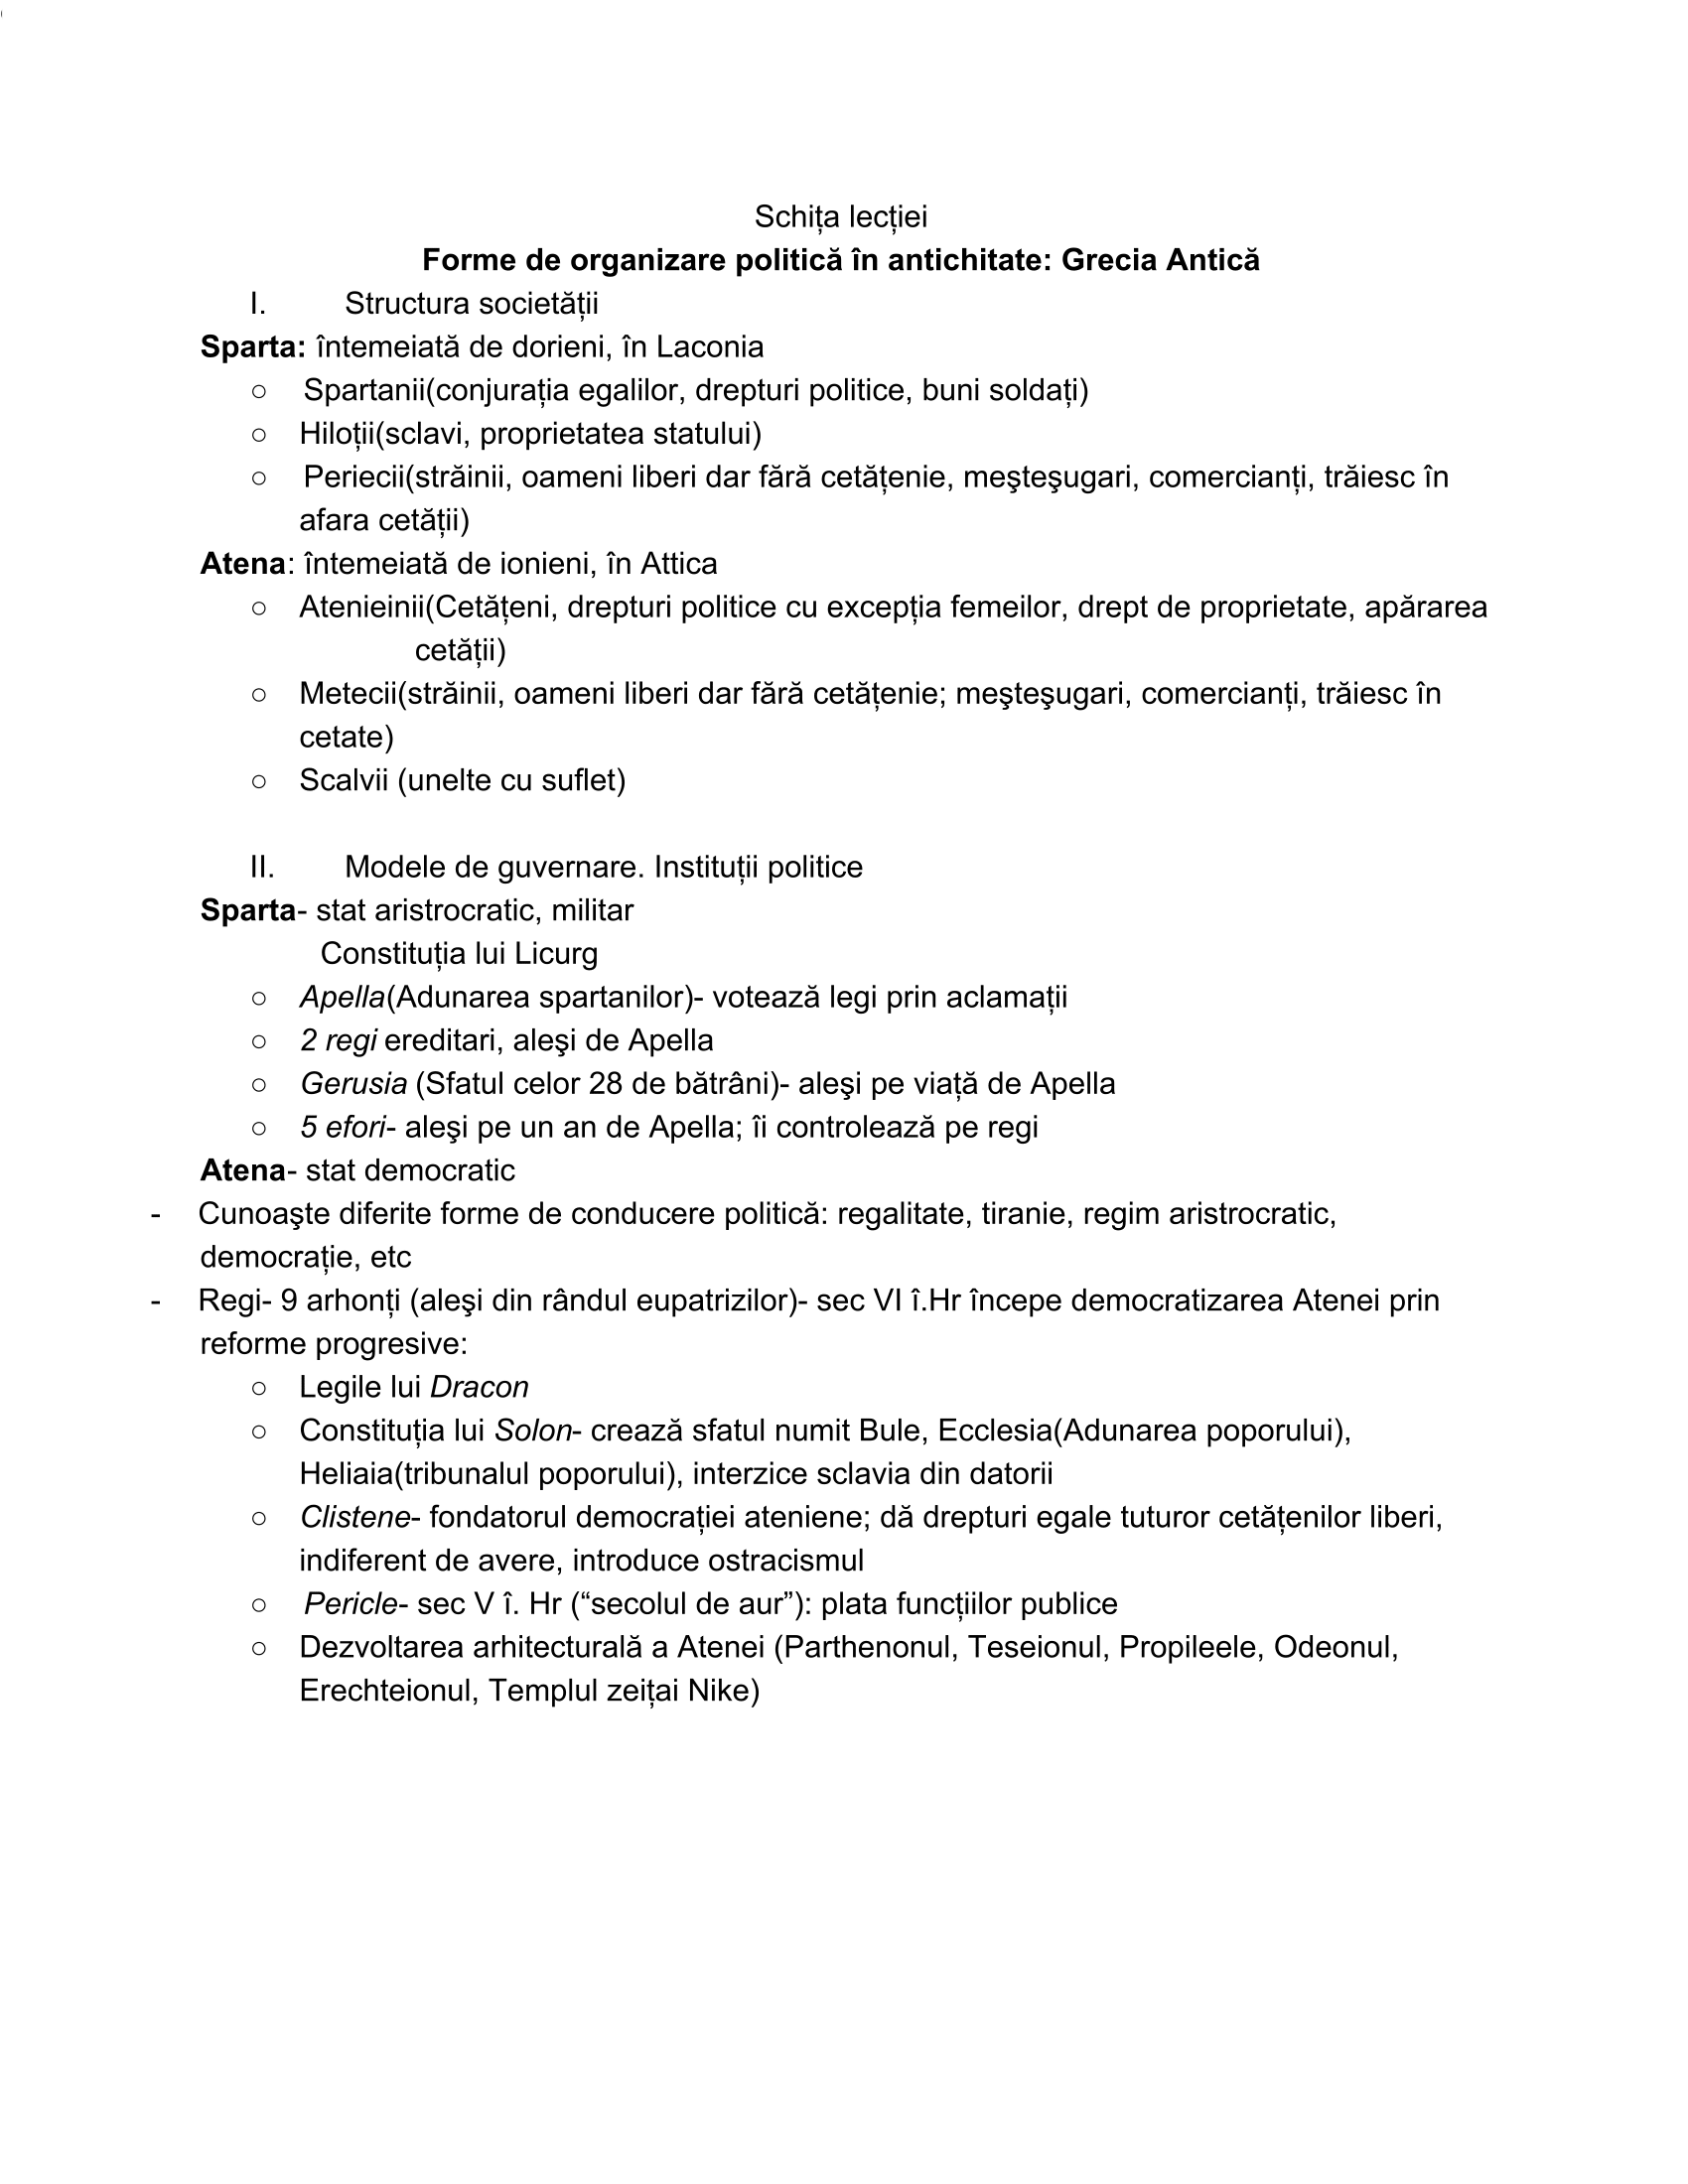 Schița lecției
Forme de organizare politică în antichitate: Grecia Antică
I. Structura societății
Sparta: întemeiată de dorieni, în Laconia
○ Spartanii(conjurația egalilor, drepturi politice, buni soldați)
○ Hiloții(sclavi, proprietatea statului)
○ Periecii(străinii, oameni liberi dar fără cetățenie, meşteşugari, comercianți, trăiesc în
afara cetății)
Atena: întemeiată de ionieni, în Attica
○ Atenieinii(Cetățeni, drepturi politice cu excepția femeilor, drept de proprietate, apărarea
cetății)
○ Metecii(străinii, oameni liberi dar fără cetățenie; meşteşugari, comercianți, trăiesc în
cetate)
○ Scalvii (unelte cu suflet)
II. Modele de guvernare. Instituții politice
Sparta- stat aristrocratic, militar
Constituția lui Licurg
○ Apella(Adunarea spartanilor)- votează legi prin aclamații
○ 2 regi ereditari, aleşi de Apella
○ Gerusia (Sfatul celor 28 de bătrâni)- aleşi pe viață de Apella
○ 5 efori- aleşi pe un an de Apella; îi controlează pe regi
Atena- stat democratic
- Cunoaşte diferite forme de conducere politică: regalitate, tiranie, regim aristrocratic,
democrație, etc
- Regi- 9 arhonți (aleşi din rândul eupatrizilor)- sec VI î.Hr începe democratizarea Atenei prin
reforme progresive:
○ Legile lui Dracon
○ Constituția lui Solon- crează sfatul numit Bule, Ecclesia(Adunarea poporului),
Heliaia(tribunalul poporului), interzice sclavia din datorii
○ Clistene- fondatorul democrației ateniene; dă drepturi egale tuturor cetățenilor liberi,
indiferent de avere, introduce ostracismul
○ Pericle- sec V î. Hr (“secolul de aur”): plata funcțiilor publice
○ Dezvoltarea arhitecturală a Atenei (Parthenonul, Teseionul, Propileele, Odeonul,
Erechteionul, Templul zeițai Nike)